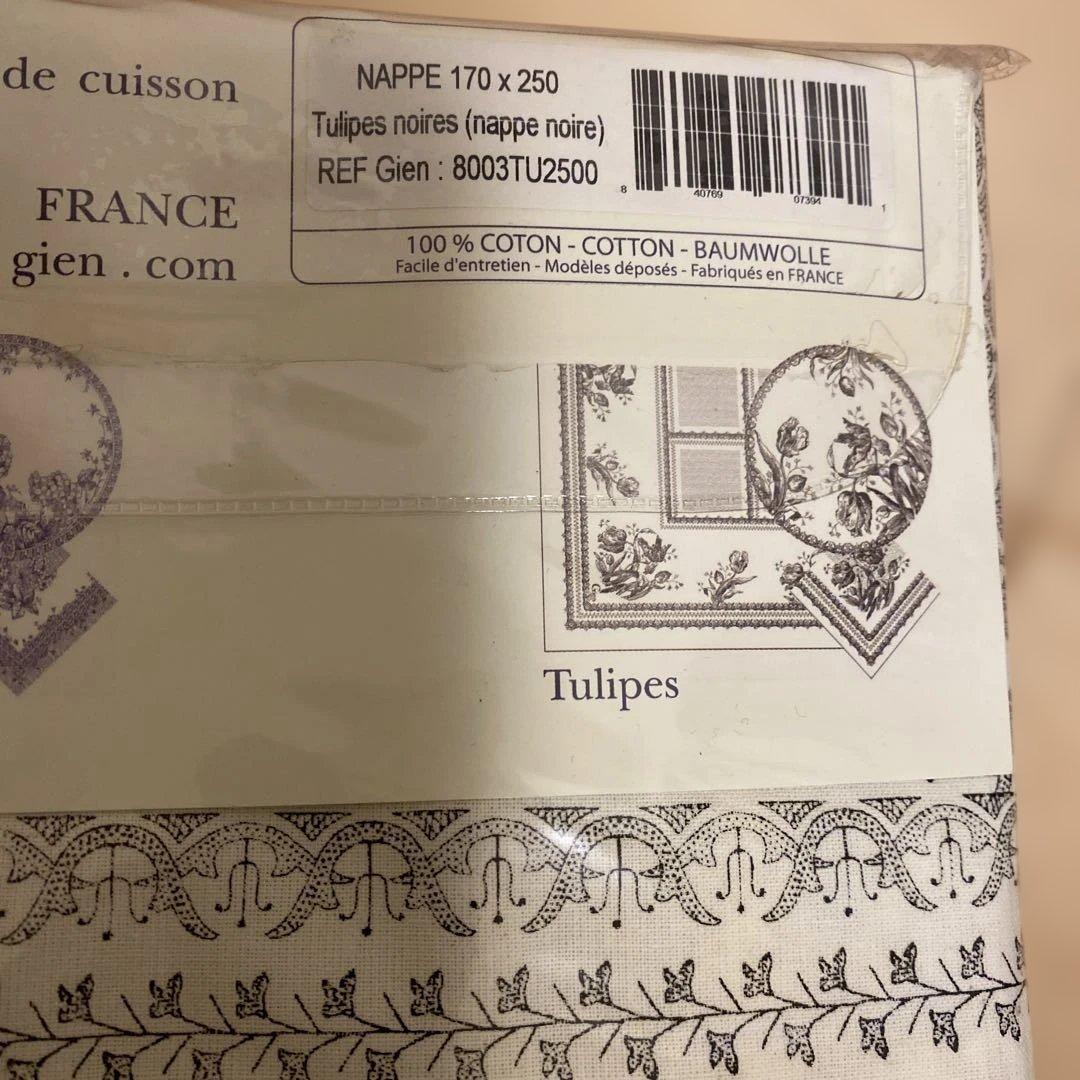 de cuisson
FRANCE
gien . com
NAPPE 170 x 250
Tulipes noires (nappe noire)
REF Gien : 8003TU2500
8 40769 07394 1
100 % COTON - COTTON - BAUMWOLLE
Facile d'entretien - Modèles déposés - Fabriqués en FRANCE
Tulipes